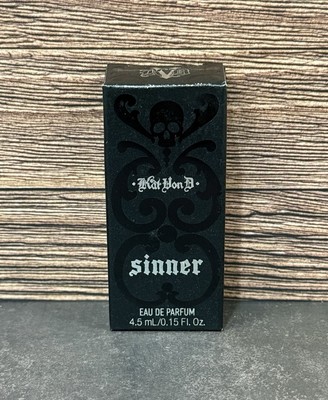 ·Kat Von D·
sinner
EAU DE PARFUM
4.5 mL/0.15 Fl. Oz.